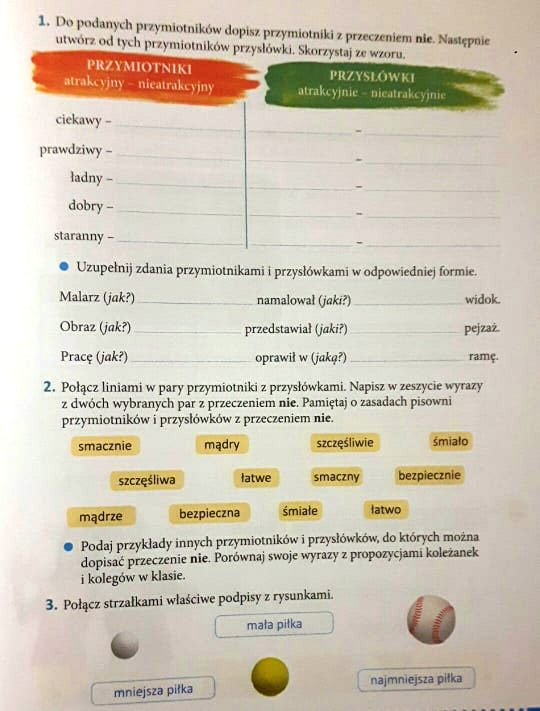 1. Do podanych przymiotników dopisz przymiotniki z przeczeniem nie. Następnie
utwórz od tych przymiotników przysłówki. Skorzystaj ze wzoru.
PRZYMIOTNIKI
atrakcyjny – nieatrakcyjny
PRZYSŁÓWKI
atrakcyjnie – nieatrakcyjnie
ciekawy – –
prawdziwy – –
ładny – –
dobry – –
staranny – –
Uzupełnij zdania przymiotnikami i przysłówkami w odpowiedniej formie.
Malarz (jak?) namalował (jaki?) widok.
Obraz (jak?) przedstawiał (jaki?) pejzaż.
Pracę (jak?) oprawił w (jaką?) ramę.
2. Połącz liniami w pary przymiotniki z przysłówkami. Napisz w zeszycie wyrazy
z dwóch wybranych par z przeczeniem nie. Pamiętaj o zasadach pisowni
przymiotników i przysłówków z przeczeniem nie.
smacznie mądry szczęśliwie śmiało
szczęśliwa łatwe smaczny bezpiecznie
mądrze bezpieczna śmiałe łatwo
Podaj przykłady innych przymiotników i przysłówków, do których można
dopisać przeczenie nie. Porównaj swoje wyrazy z propozycjami koleżanek
i kolegów w klasie.
3. Połącz strzałkami właściwe podpisy z rysunkami.
mała piłka
mniejsza piłka
najmniejsza piłka